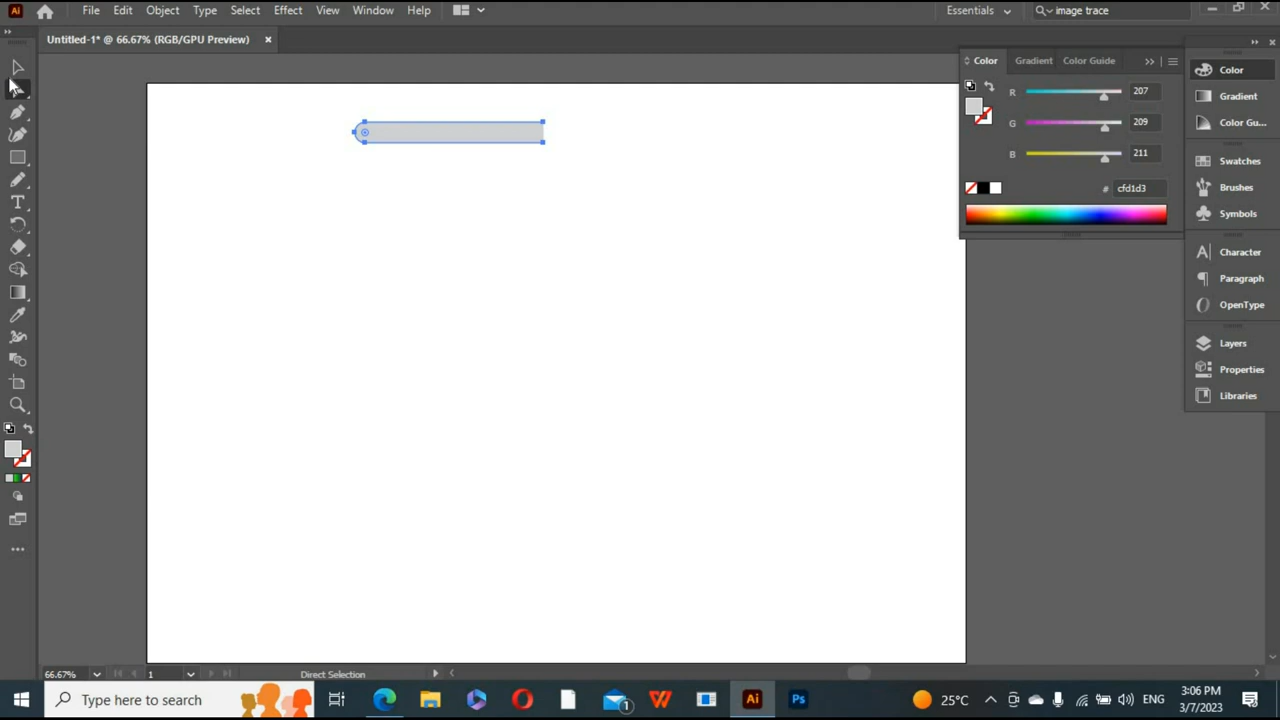 Ai File Edit Object Type Select Effect View Window Help Essentials image trace
Untitled-1* @ 66.67% (RGB/GPU Preview) ×
Color Gradient Color Guide
R 207
G 209
B 211
# cfd1d3
Color
Gradient
Color Gu...
Swatches
Brushes
Symbols
Character
Paragraph
OpenType
Layers
Properties
Libraries
66.67% 1 Direct Selection
Type here to search 1 W Ai Ps 25°C ENG 3:06 PM
3/7/2023